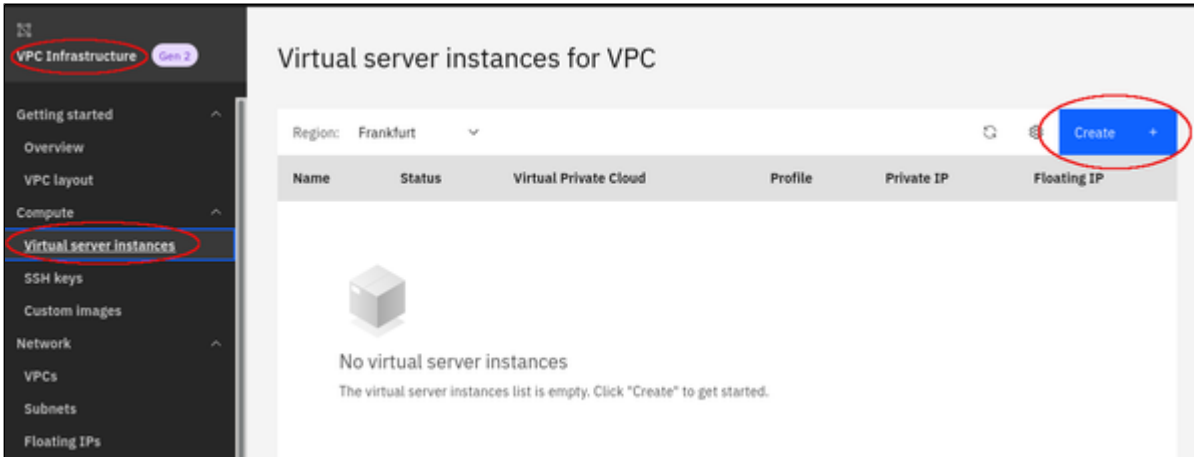 VPC Infrastructure Gen 2
Getting started
Overview
VPC layout
Compute
Virtual server instances
SSH keys
Custom images
Network
VPCs
Subnets
Floating IPs
Virtual server instances for VPC
Region: Frankfurt
Create +
Name Status Virtual Private Cloud Profile Private IP Floating IP
No virtual server instances
The virtual server instances list is empty. Click "Create" to get started.